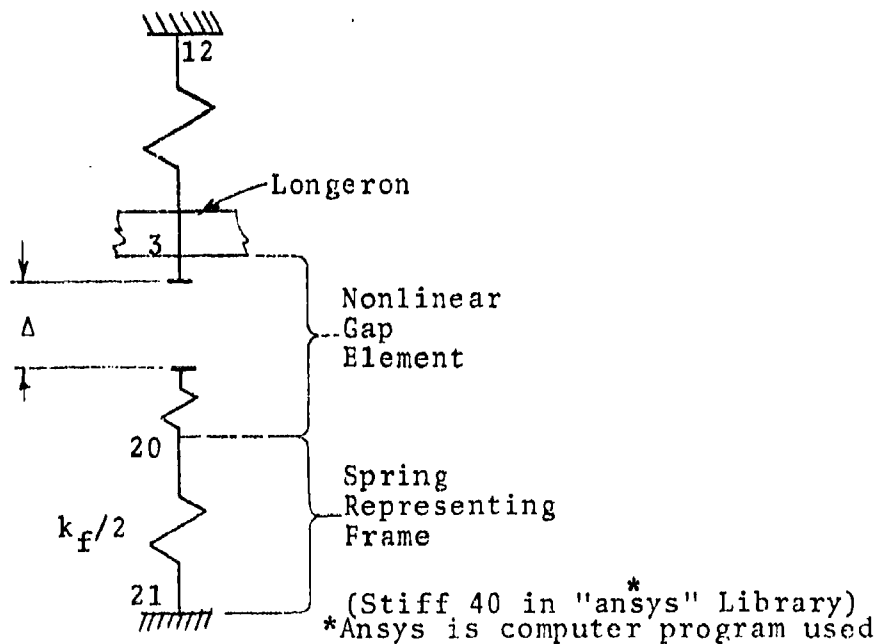 12
Longeron
3
Δ
Nonlinear
Gap
Element
20
Spring
Representing
Frame
k_f/2
21
(Stiff 40 in "ansys" Library)
*
*Ansys is computer program used